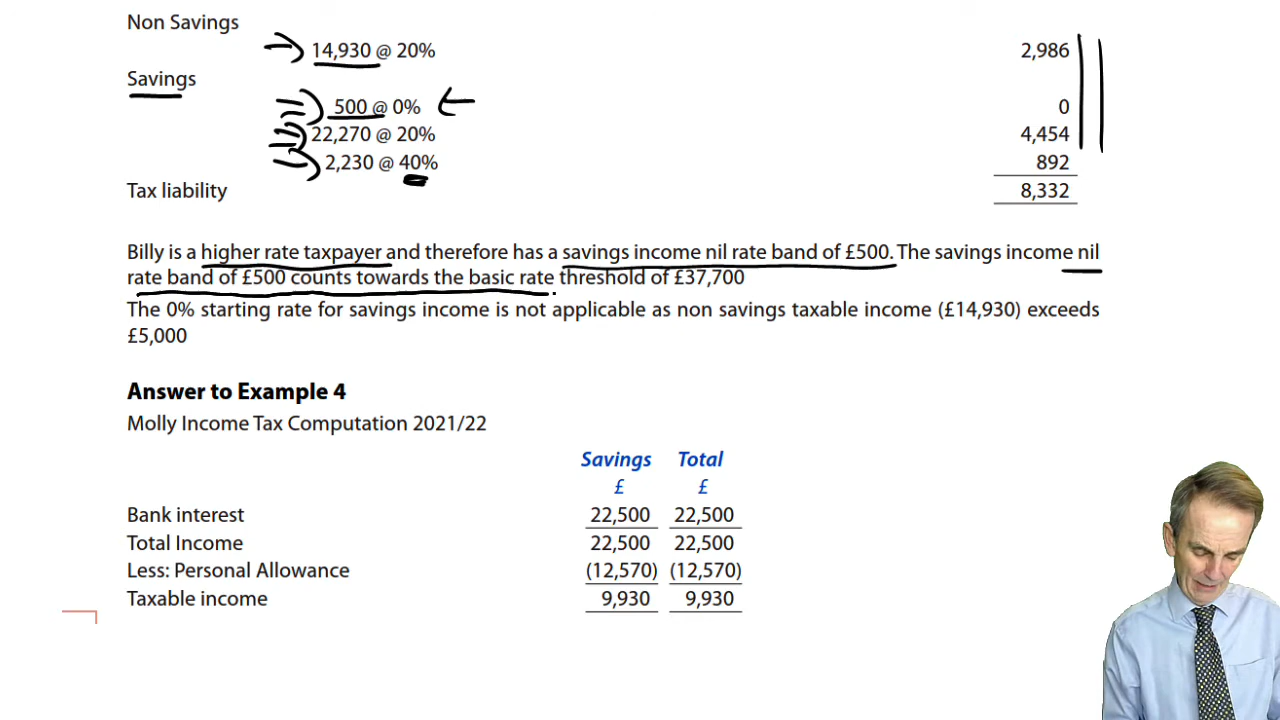 Non Savings
14,930 @ 20% 2,986
Savings
500 @ 0% 0
22,270 @ 20% 4,454
2,230 @ 40% 892
Tax liability 8,332
Billy is a higher rate taxpayer and therefore has a savings income nil rate band of £500. The savings income nil
rate band of £500 counts towards the basic rate threshold of £37,700
The 0% starting rate for savings income is not applicable as non savings taxable income (£14,930) exceeds
£5,000
Answer to Example 4
Molly Income Tax Computation 2021/22
Savings Total
£ £
Bank interest 22,500 22,500
Total Income 22,500 22,500
Less: Personal Allowance (12,570) (12,570)
Taxable income 9,930 9,930